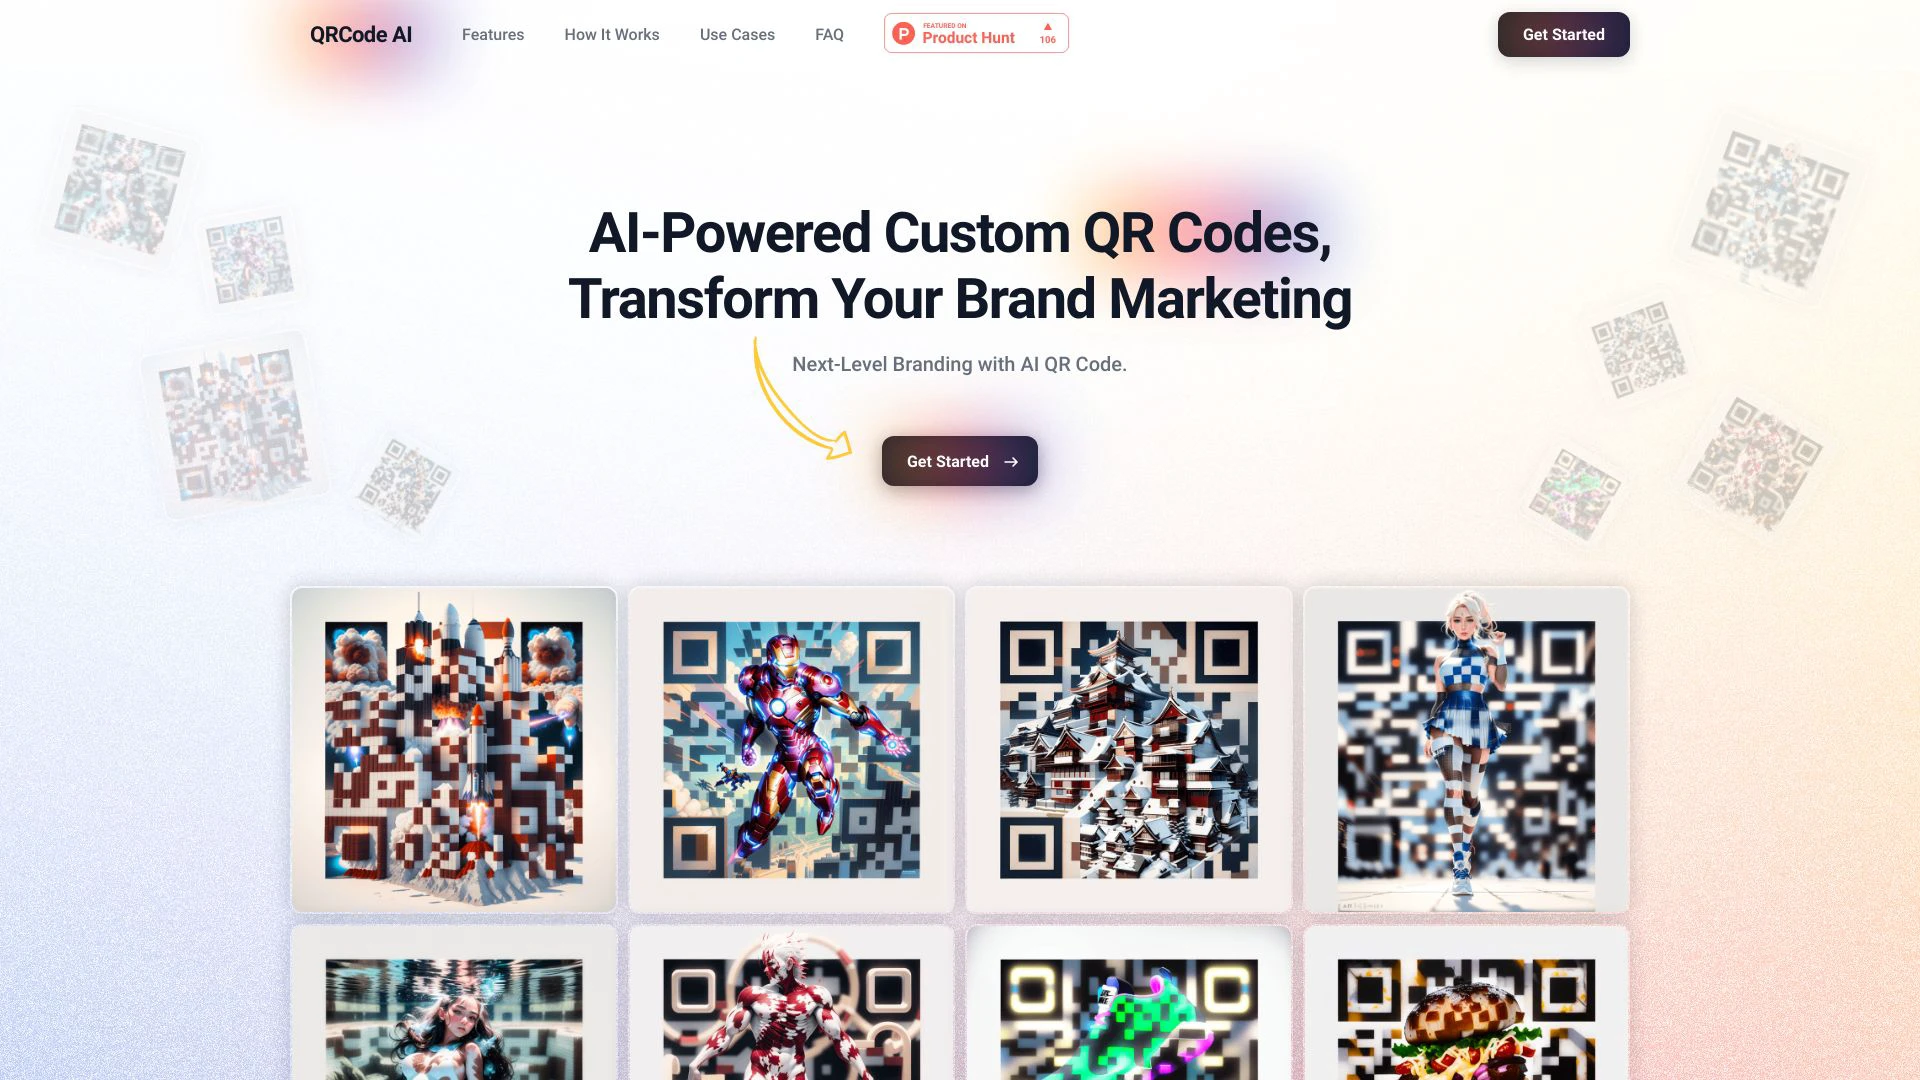 QRCode AI
Features
How It Works
Use Cases
FAQ
FEATURED ON
Product Hunt
106
Get Started
AI-Powered Custom QR Codes,
Transform Your Brand Marketing
Next-Level Branding with AI QR Code.
Get Started